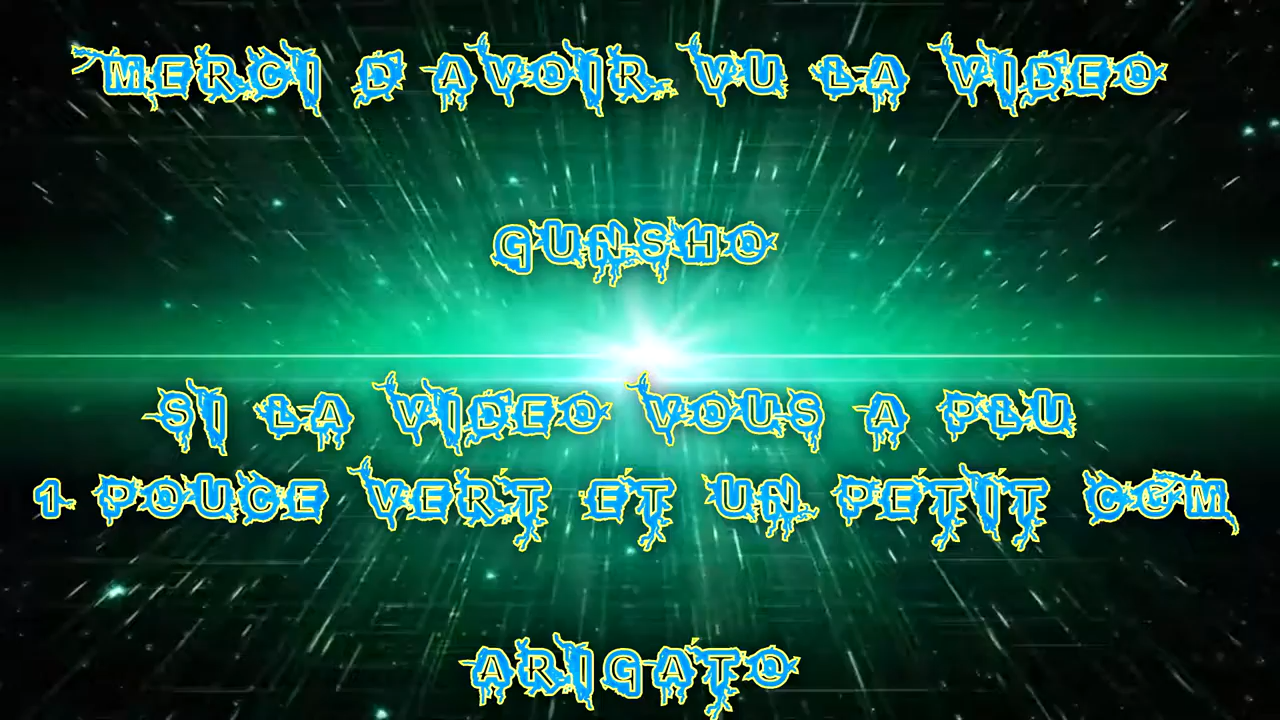 MERCI D AVOIR VU LA VIDEO
GUNSHO
SI LA VIDEO VOUS A PLU
1 POUCE VERT ET UN PETIT COM
ARIGATO